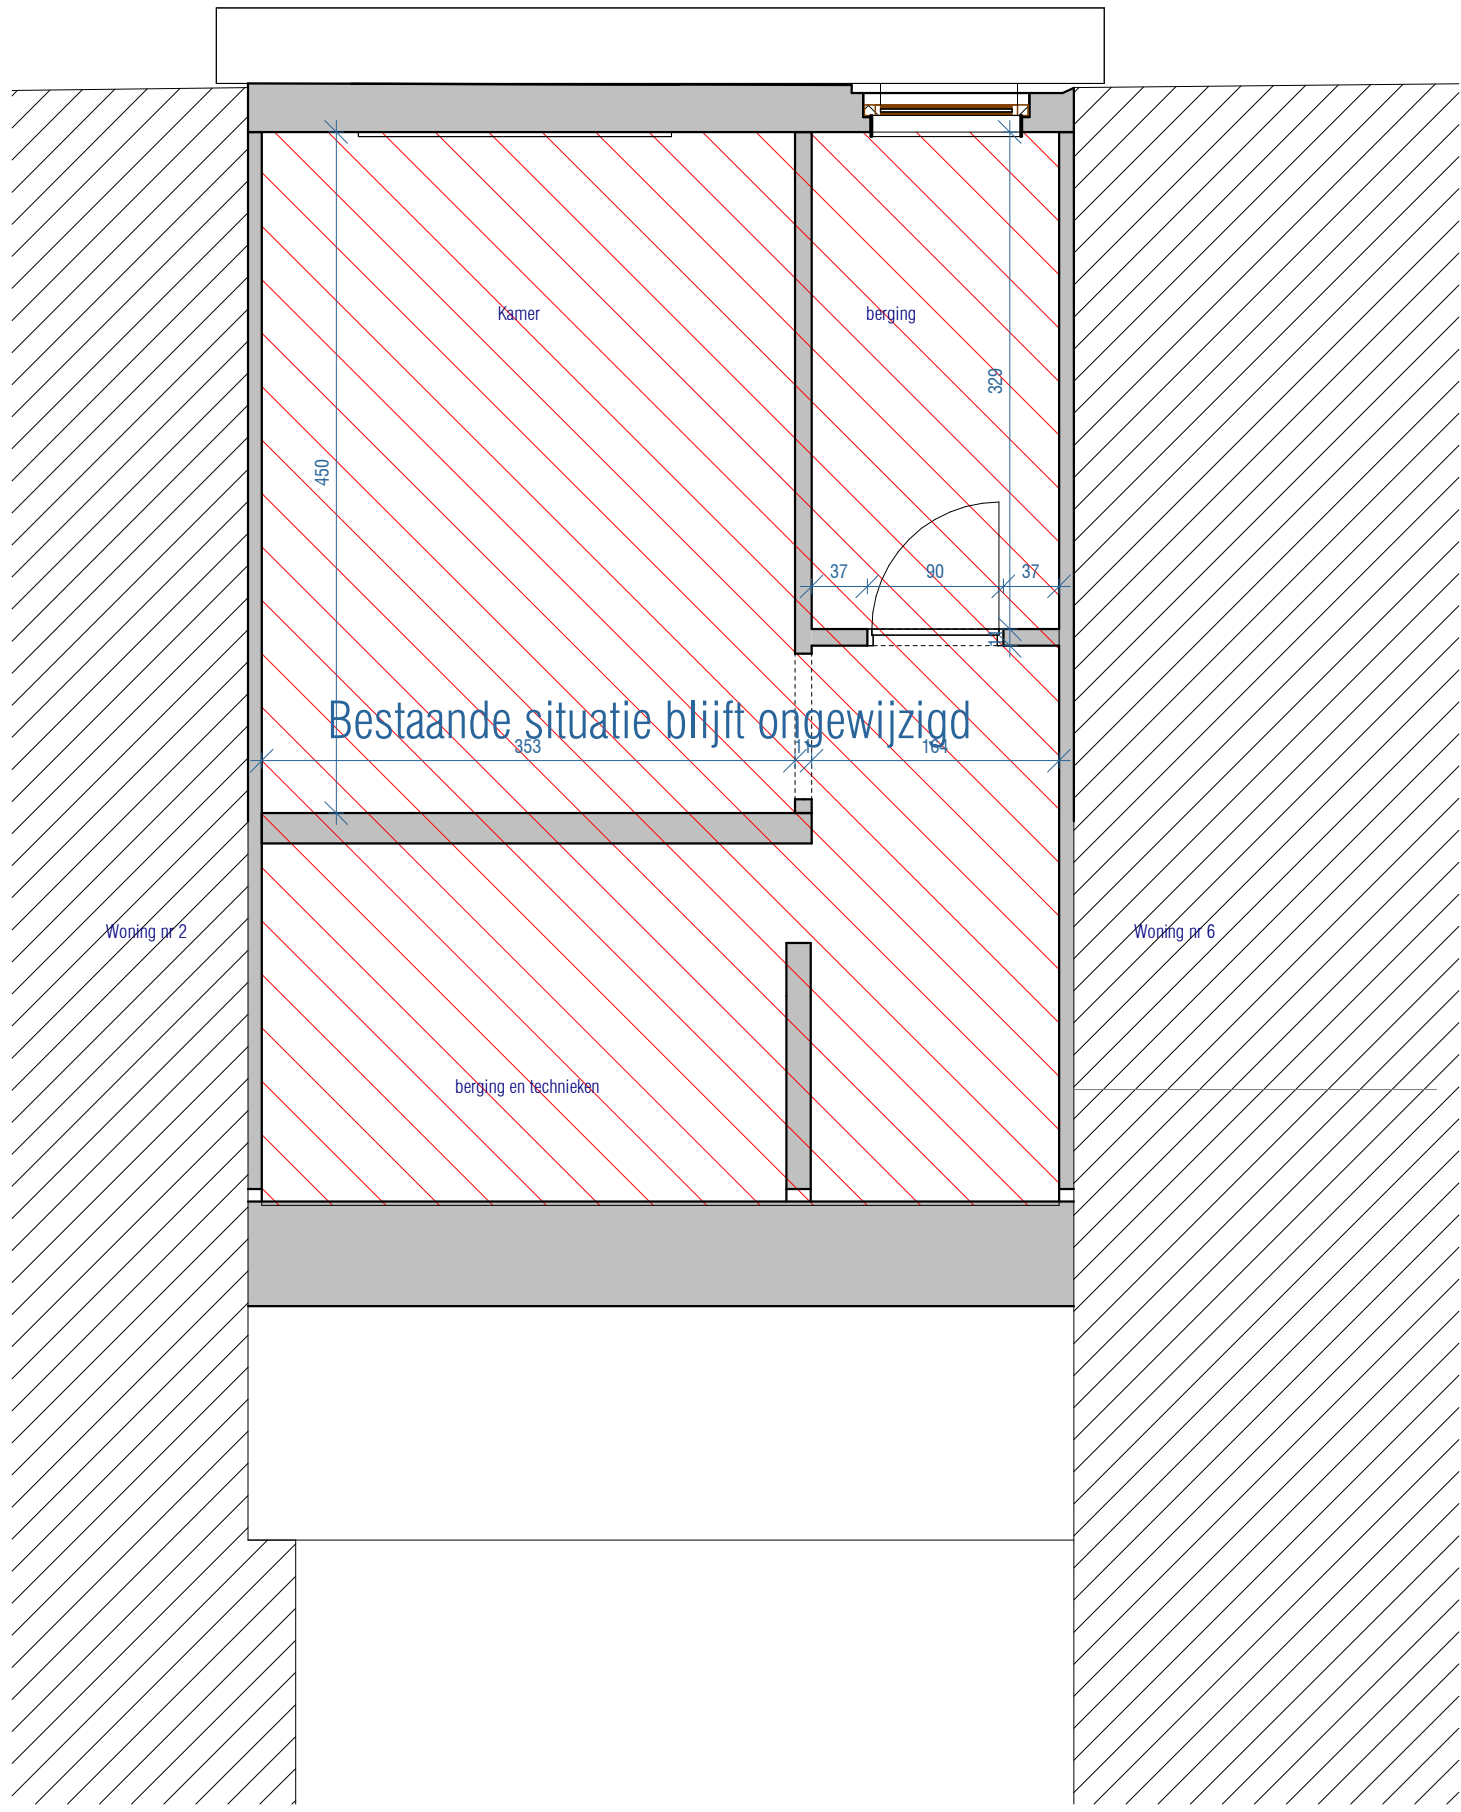 Kamer
berging
329
450
37
90
37
11
Bestaande situatie blijft ongewijzigd
353
11
164
Woning nr 2
Woning nr 6
berging en technieken